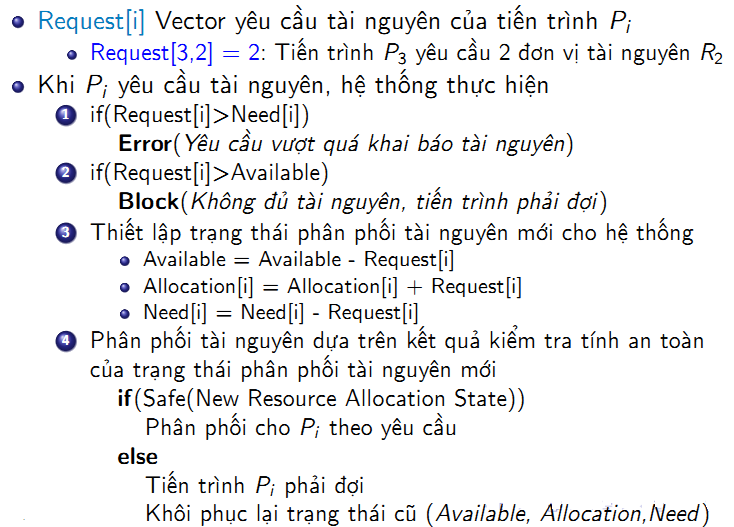 Request[i] Vector yêu cầu tài nguyên của tiến trình Pi
Request[3,2] = 2: Tiến trình P3 yêu cầu 2 đơn vị tài nguyên R2
Khi Pi yêu cầu tài nguyên, hệ thống thực hiện
1 if(Request[i]>Need[i])
Error(Yêu cầu vượt quá khai báo tài nguyên)
2 if(Request[i]>Available)
Block(Không đủ tài nguyên, tiến trình phải đợi)
3 Thiết lập trạng thái phân phối tài nguyên mới cho hệ thống
Available = Available - Request[i]
Allocation[i] = Allocation[i] + Request[i]
Need[i] = Need[i] - Request[i]
4 Phân phối tài nguyên dựa trên kết quả kiểm tra tính an toàn
của trạng thái phân phối tài nguyên mới
if(Safe(New Resource Allocation State))
Phân phối cho Pi theo yêu cầu
else
Tiến trình Pi phải đợi
Khôi phục lại trạng thái cũ (Available, Allocation,Need)